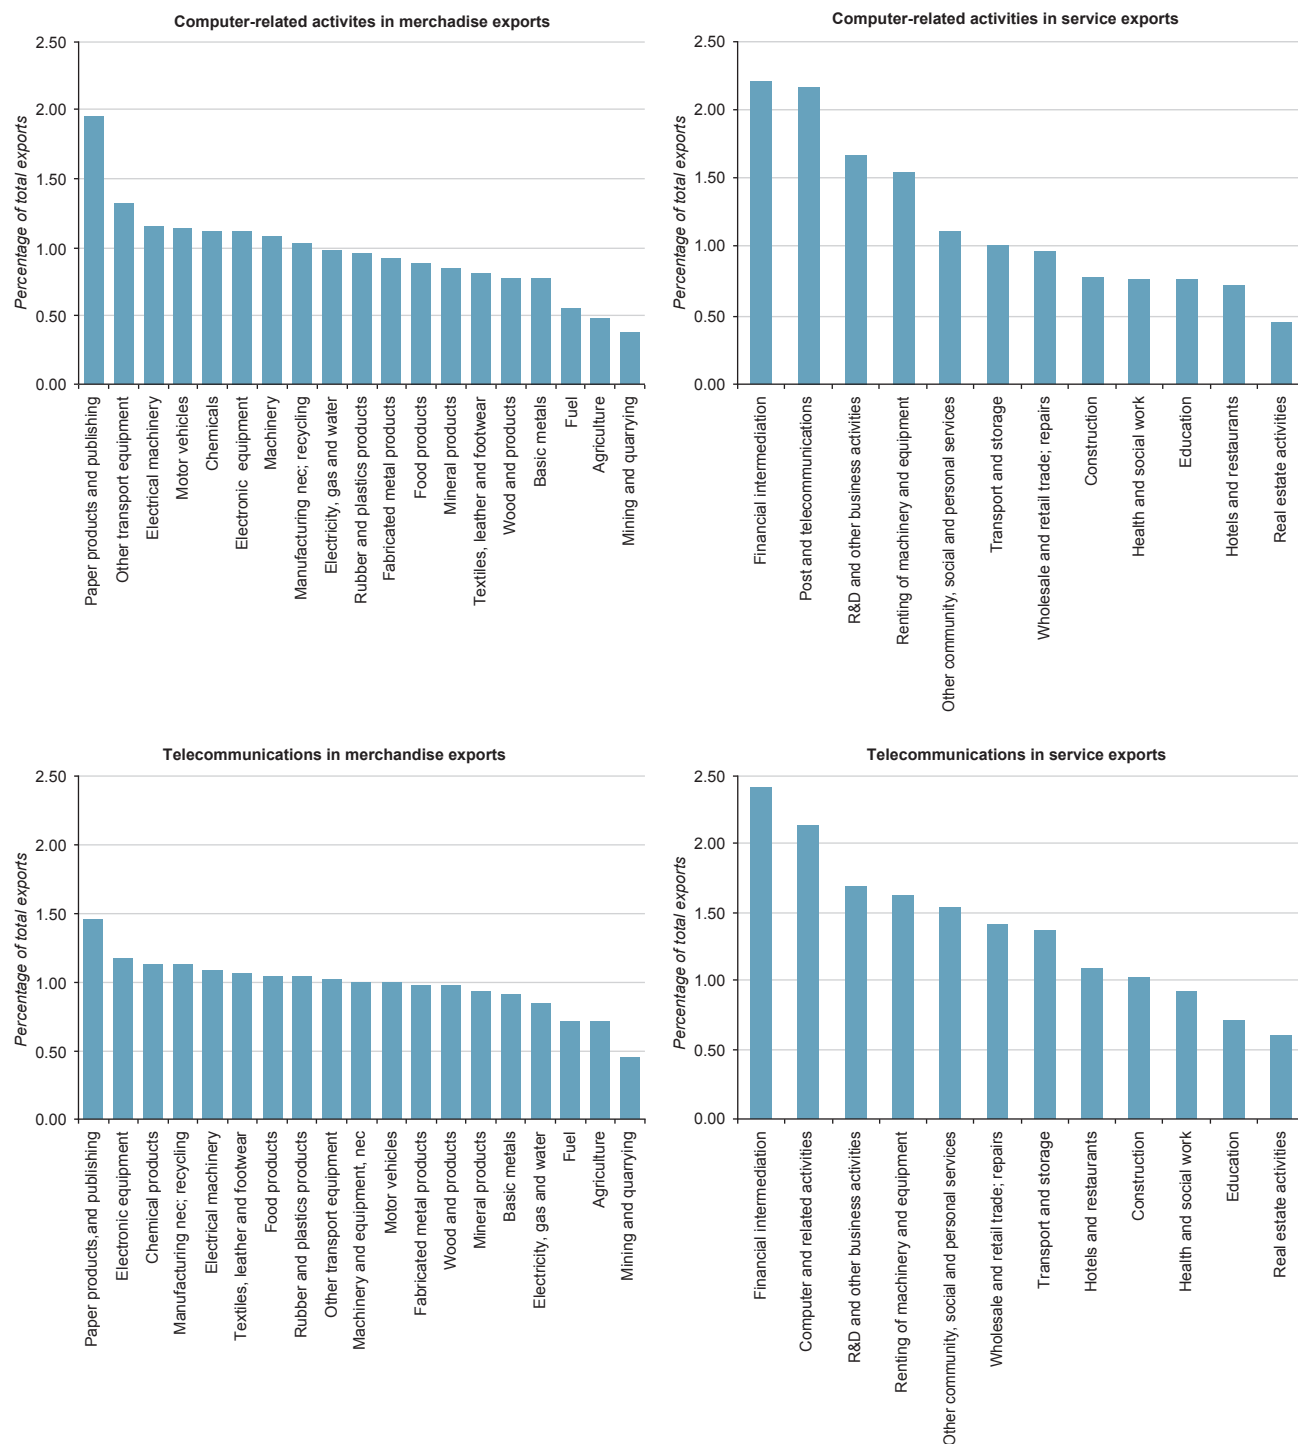 Computer-related activites in merchadise exports
Percentage of total exports
2.50
2.00
1.50
1.00
0.50
0.00
Paper products and publishing
Other transport equipment
Electrical machinery
Motor vehicles
Chemicals
Electronic equipment
Machinery
Manufacturing nec; recycling
Electricity, gas and water
Rubber and plastics products
Fabricated metal products
Food products
Mineral products
Textiles, leather and footwear
Wood and products
Basic metals
Fuel
Agriculture
Mining and quarrying
Computer-related activities in service exports
Percentage of total exports
2.50
2.00
1.50
1.00
0.50
0.00
Financial intermediation
Post and telecommunications
R&D and other business activities
Renting of machinery and equipment
Other community, social and personal services
Transport and storage
Wholesale and retail trade; repairs
Construction
Health and social work
Education
Hotels and restaurants
Real estate activities
Telecommunications in merchandise exports
Percentage of total exports
2.50
2.00
1.50
1.00
0.50
0.00
Paper products, and publishing
Electronic equipment
Chemical products
Manufacturing nec; recycling
Electrical machinery
Textiles, leather and footwear
Food products
Rubber and plastics products
Other transport equipment
Machinery and equipment, nec
Motor vehicles
Fabricated metal products
Wood and products
Mineral products
Basic metals
Electricity, gas and water
Fuel
Agriculture
Mining and quarrying
Telecommunications in service exports
Percentage of total exports
2.50
2.00
1.50
1.00
0.50
0.00
Financial intermediation
Computer and related activities
R&D and other business activities
Renting of machinery and equipment
Other community, social and personal services
Wholesale and retail trade; repairs
Transport and storage
Hotels and restaurants
Construction
Health and social work
Education
Real estate activities